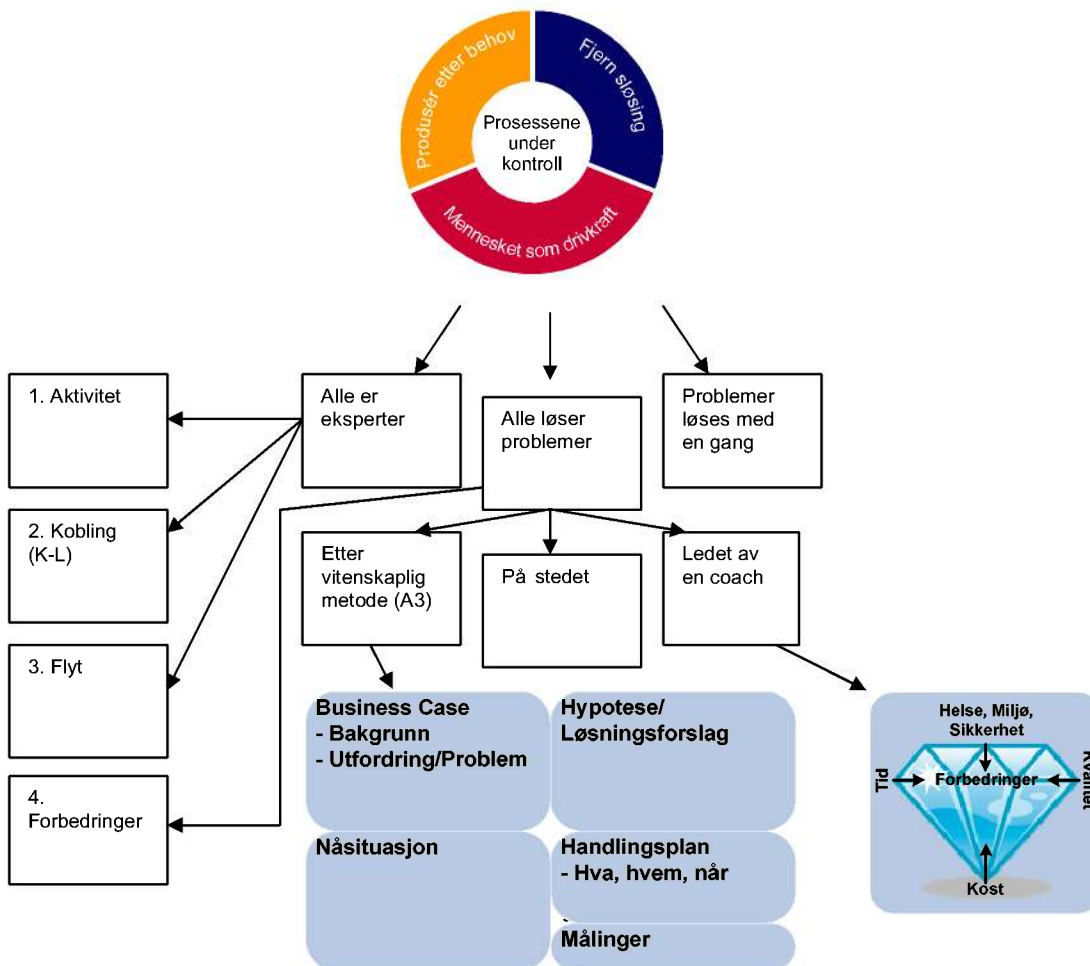 Produsér etter behov
Fjern sløsing
Prosessene
under
kontroll
Mennesket som drivkraft
1. Aktivitet
Alle er
eksperter
Alle løser
problemer
Problemer
løses med
en gang
2. Kobling
(K-L)
Etter
vitenskaplig
metode (A3)
På stedet
Ledet av
en coach
3. Flyt
4.
Forbedringer
Business Case
- Bakgrunn
- Utfordring/Problem
Hypotese/
Løsningsforslag
Nåsituasjon
Handlingsplan
- Hva, hvem, når
Målinger
Helse, Miljø,
Sikkerhet
Tid
Forbedringer
Kvalitet
Kost